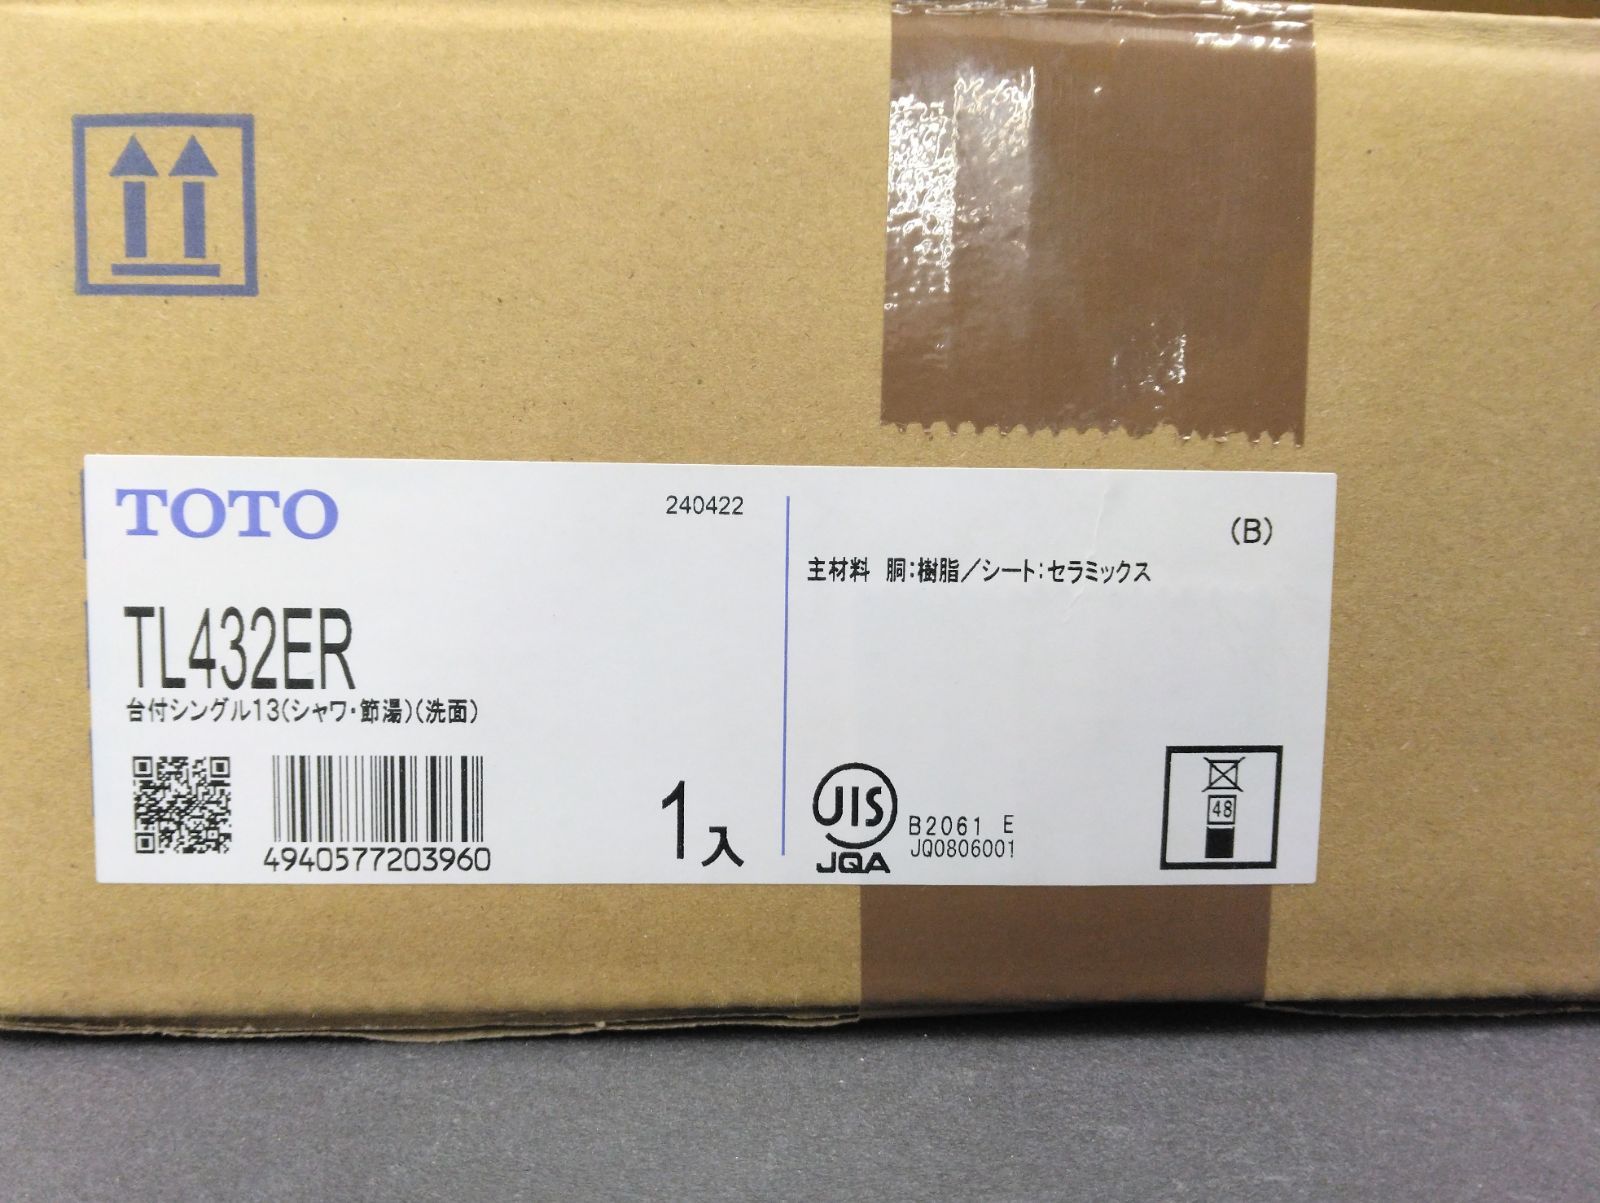 TOTO
240422
TL432ER
台付シングル13(シャワ・節湯)(洗面)
4940577203960
1入
(B)
主材料 胴:樹脂/シート:セラミックス
JIS
JQA
B2061 E
JQ0806001
48